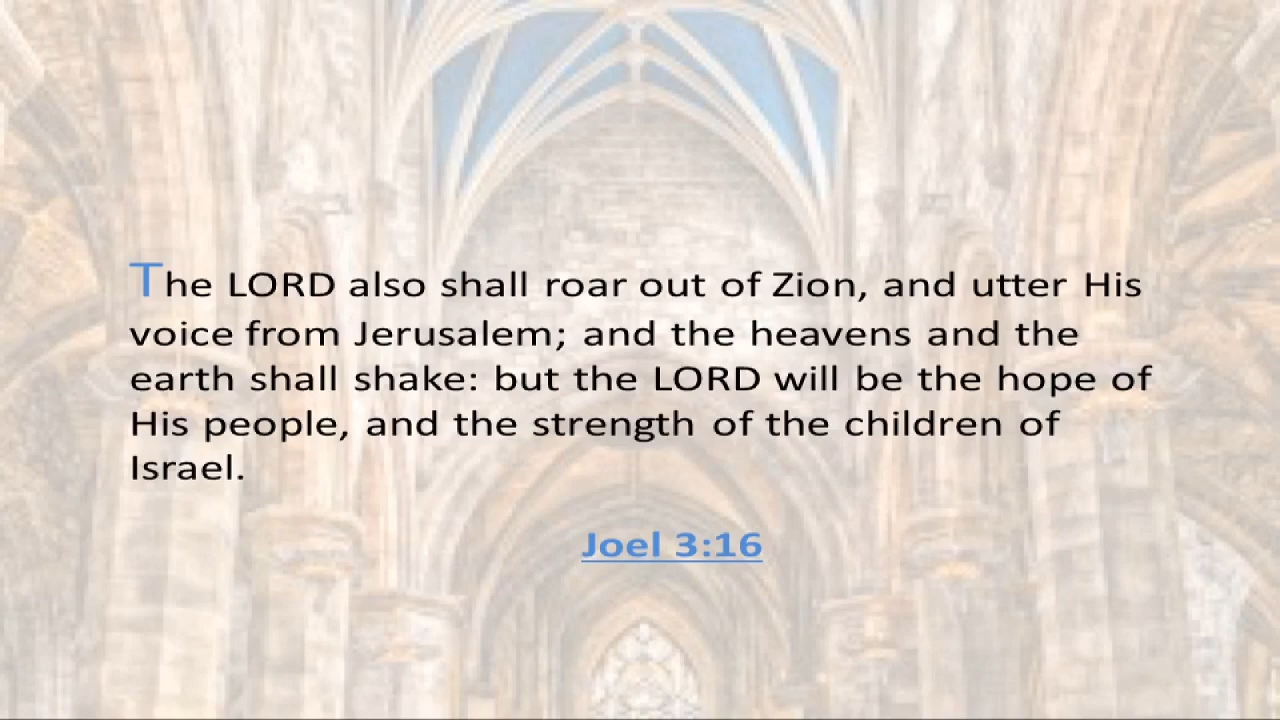 The LORD also shall roar out of Zion, and utter His
voice from Jerusalem; and the heavens and the
earth shall shake: but the LORD will be the hope of
His people, and the strength of the children of
Israel.
Joel 3:16